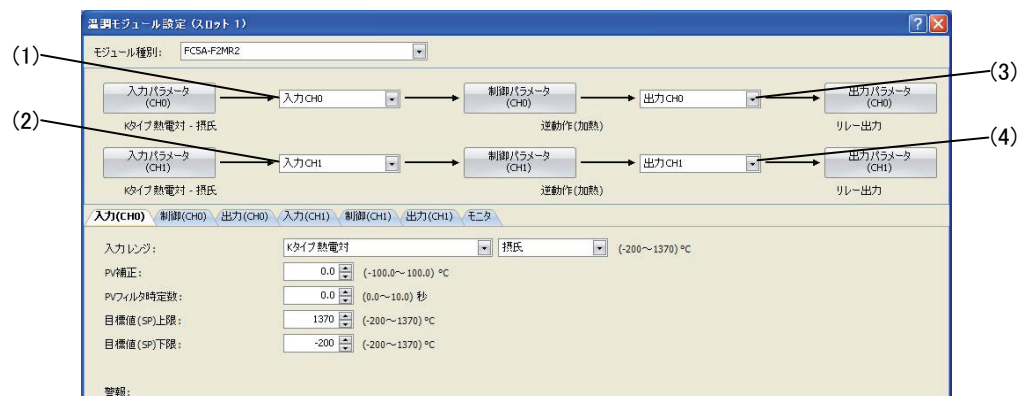 温調モジュール設定 (スロット 1)
モジュール種別: FC5A-F2MR2
(1)
(3)
入力パラメータ
(CH0)
入力CH0
制御パラメータ
(CH0)
出力CH0
出力パラメータ
(CH0)
(2)
Kタイプ熱電対 - 摂氏
逆動作(加熱)
リレー出力
(4)
入力パラメータ
(CH1)
入力CH1
制御パラメータ
(CH1)
出力CH1
出力パラメータ
(CH1)
Kタイプ熱電対 - 摂氏
逆動作(加熱)
リレー出力
入力(CH0) 制御(CH0) 出力(CH0) 入力(CH1) 制御(CH1) 出力(CH1) モニタ
入力レンジ: Kタイプ熱電対 摂氏 (-200～1370) °C
PV補正: 0.0 (-100.0～100.0) °C
PVフィルタ時定数: 0.0 (0.0～10.0) 秒
目標値(SP)上限: 1370 (-200～1370) °C
目標値(SP)下限: -200 (-200～1370) °C
警報: